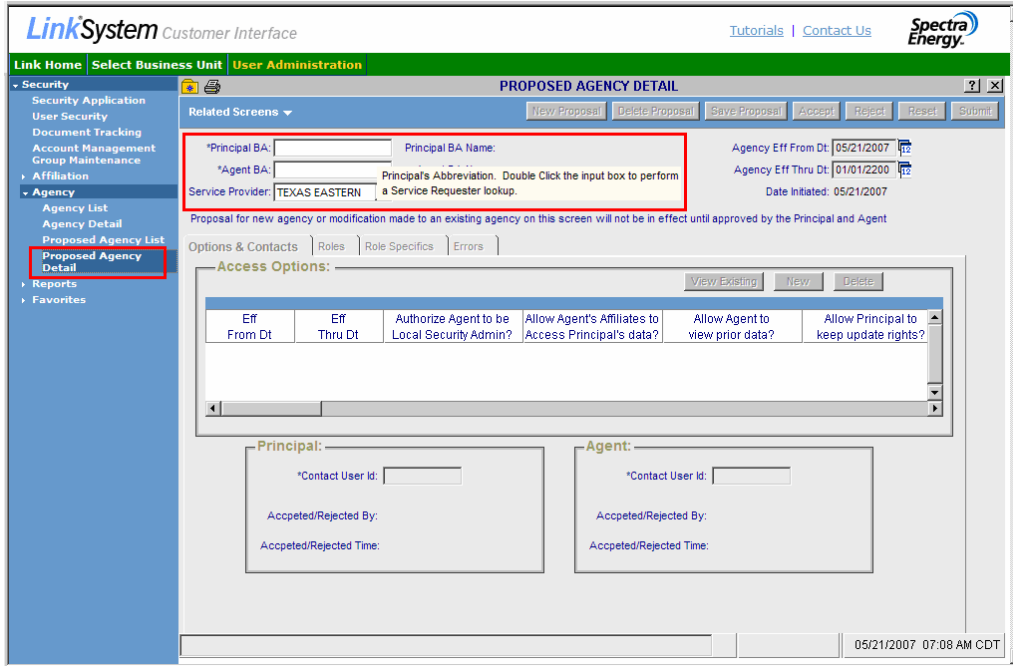 LinkSystem Customer Interface
Tutorials | Contact Us
Spectra Energy.
Link Home Select Business Unit User Administration
Security
Security Application
User Security
Document Tracking
Account Management
Group Maintenance
Affiliation
Agency
Agency List
Agency Detail
Proposed Agency List
Proposed Agency
Detail
Reports
Favorites
PROPOSED AGENCY DETAIL
? X
Related Screens
New Proposal Delete Proposal Save Proposal Accept Reject Reset Submit
*Principal BA: Principal BA Name: Agency Eff From Dt: 05/21/2007 12
*Agent BA: Agency Eff Thru Dt: 01/01/2200 12
Principal's Abbreviation. Double Click the input box to perform
a Service Requester lookup.
Service Provider: TEXAS EASTERN Date Initiated: 05/21/2007
Proposal for new agency or modification made to an existing agency on this screen will not be in effect until approved by the Principal and Agent
Options & Contacts Roles Role Specifics Errors
Access Options:
View Existing New Delete
Eff From Dt
Eff Thru Dt
Authorize Agent to be Local Security Admin?
Allow Agent's Affiliates to Access Principal's data?
Allow Agent to view prior data?
Allow Principal to keep update rights?
Principal:
*Contact User Id:
Accpeted/Rejected By:
Accpeted/Rejected Time:
Agent:
*Contact User Id:
Accpeted/Rejected By:
Accpeted/Rejected Time:
05/21/2007 07:08 AM CDT